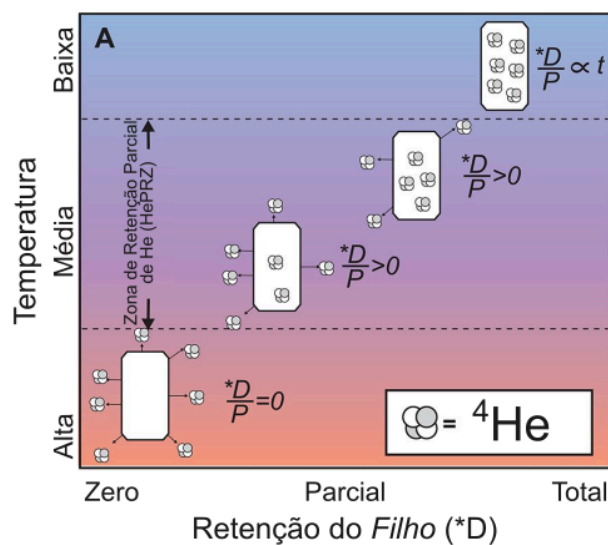 A
Temperatura
Baixa
Média
Alta
Zona de Retenção Parcial
de He (HePRZ)
*D/P ∝ t
*D/P >0
*D/P >0
*D/P =0
= ⁴He
Zero
Parcial
Total
Retenção do Filho (*D)